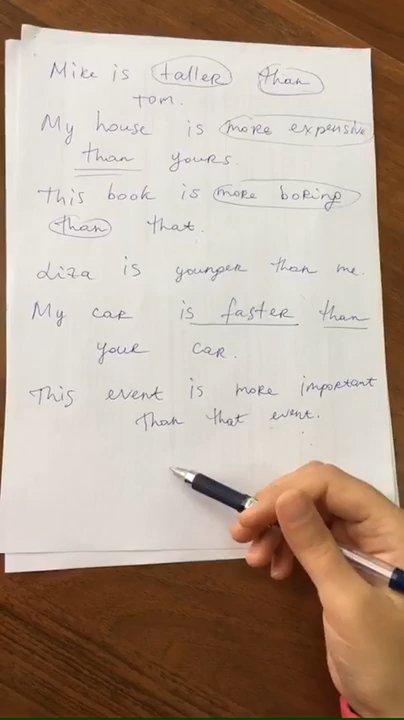 Mike is taller than
Tom.
My house is more expensive
than yours.
This book is more boring
than that.
Liza is younger than me.
My car is faster than
your car.
This event is more important
than that event.